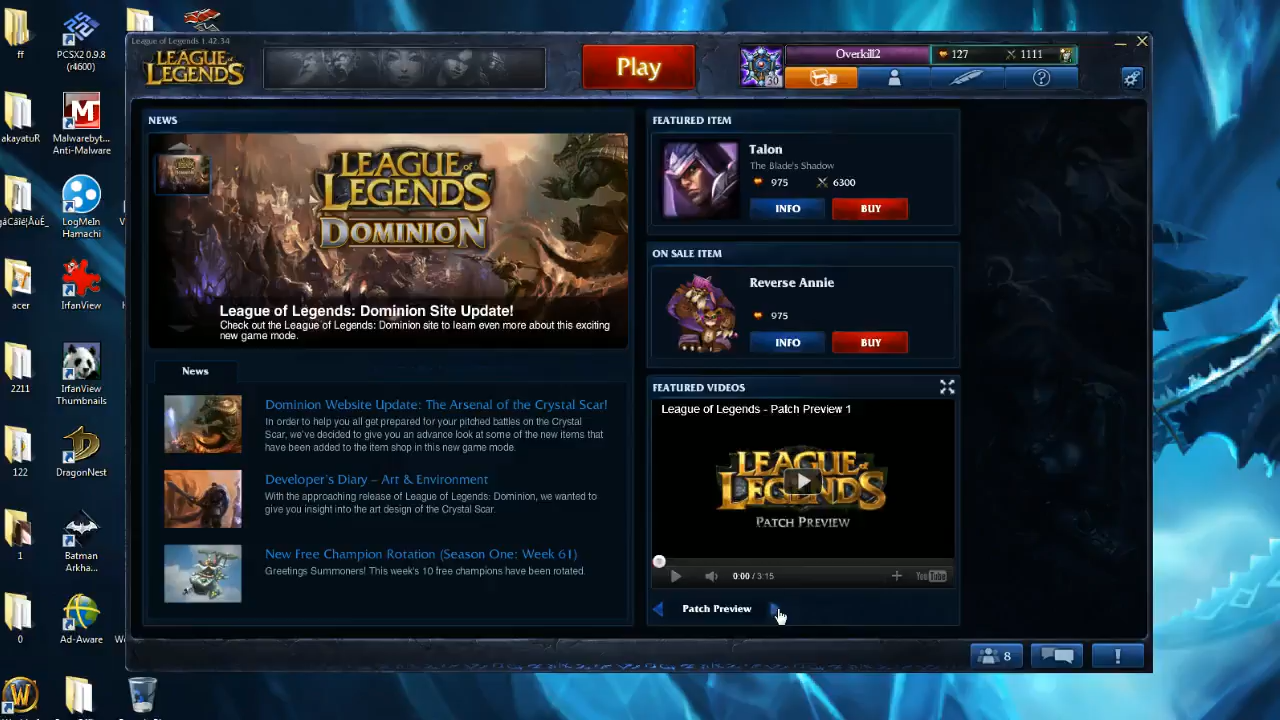 ff
PCSX2 0.9.8
(r4600)
akayatuR
Malwarebyt...
Anti-Malware
LogMeIn
Hamachi
acer
IrfanView
2211
IrfanView
Thumbnails
122
DragonNest
1
Batman
Arkha...
0
Ad-Aware
League of Legends 1.42.34
LEAGUE of LEGENDS
Play
30
Overkill2
127
1111
NEWS
LEAGUE of
LEGENDS
DOMINION
League of Legends: Dominion Site Update!
Check out the League of Legends: Dominion site to learn even more about this exciting
new game mode.
News
Dominion Website Update: The Arsenal of the Crystal Scar!
In order to help you all get prepared for your pitched battles on the Crystal
Scar, we've decided to give you an advance look at some of the new items that
have been added to the item shop in this new game mode.
Developer's Diary – Art & Environment
With the approaching release of League of Legends: Dominion, we wanted to
give you insight into the art design of the Crystal Scar.
New Free Champion Rotation (Season One: Week 61)
Greetings Summoners! This week's 10 free champions have been rotated.
FEATURED ITEM
Talon
The Blade's Shadow
975 6300
INFO BUY
ON SALE ITEM
Reverse Annie
975
INFO BUY
FEATURED VIDEOS
League of Legends - Patch Preview 1
LEAGUE of
LEGENDS
PATCH PREVIEW
0:00 / 3:15
YouTube
Patch Preview
8